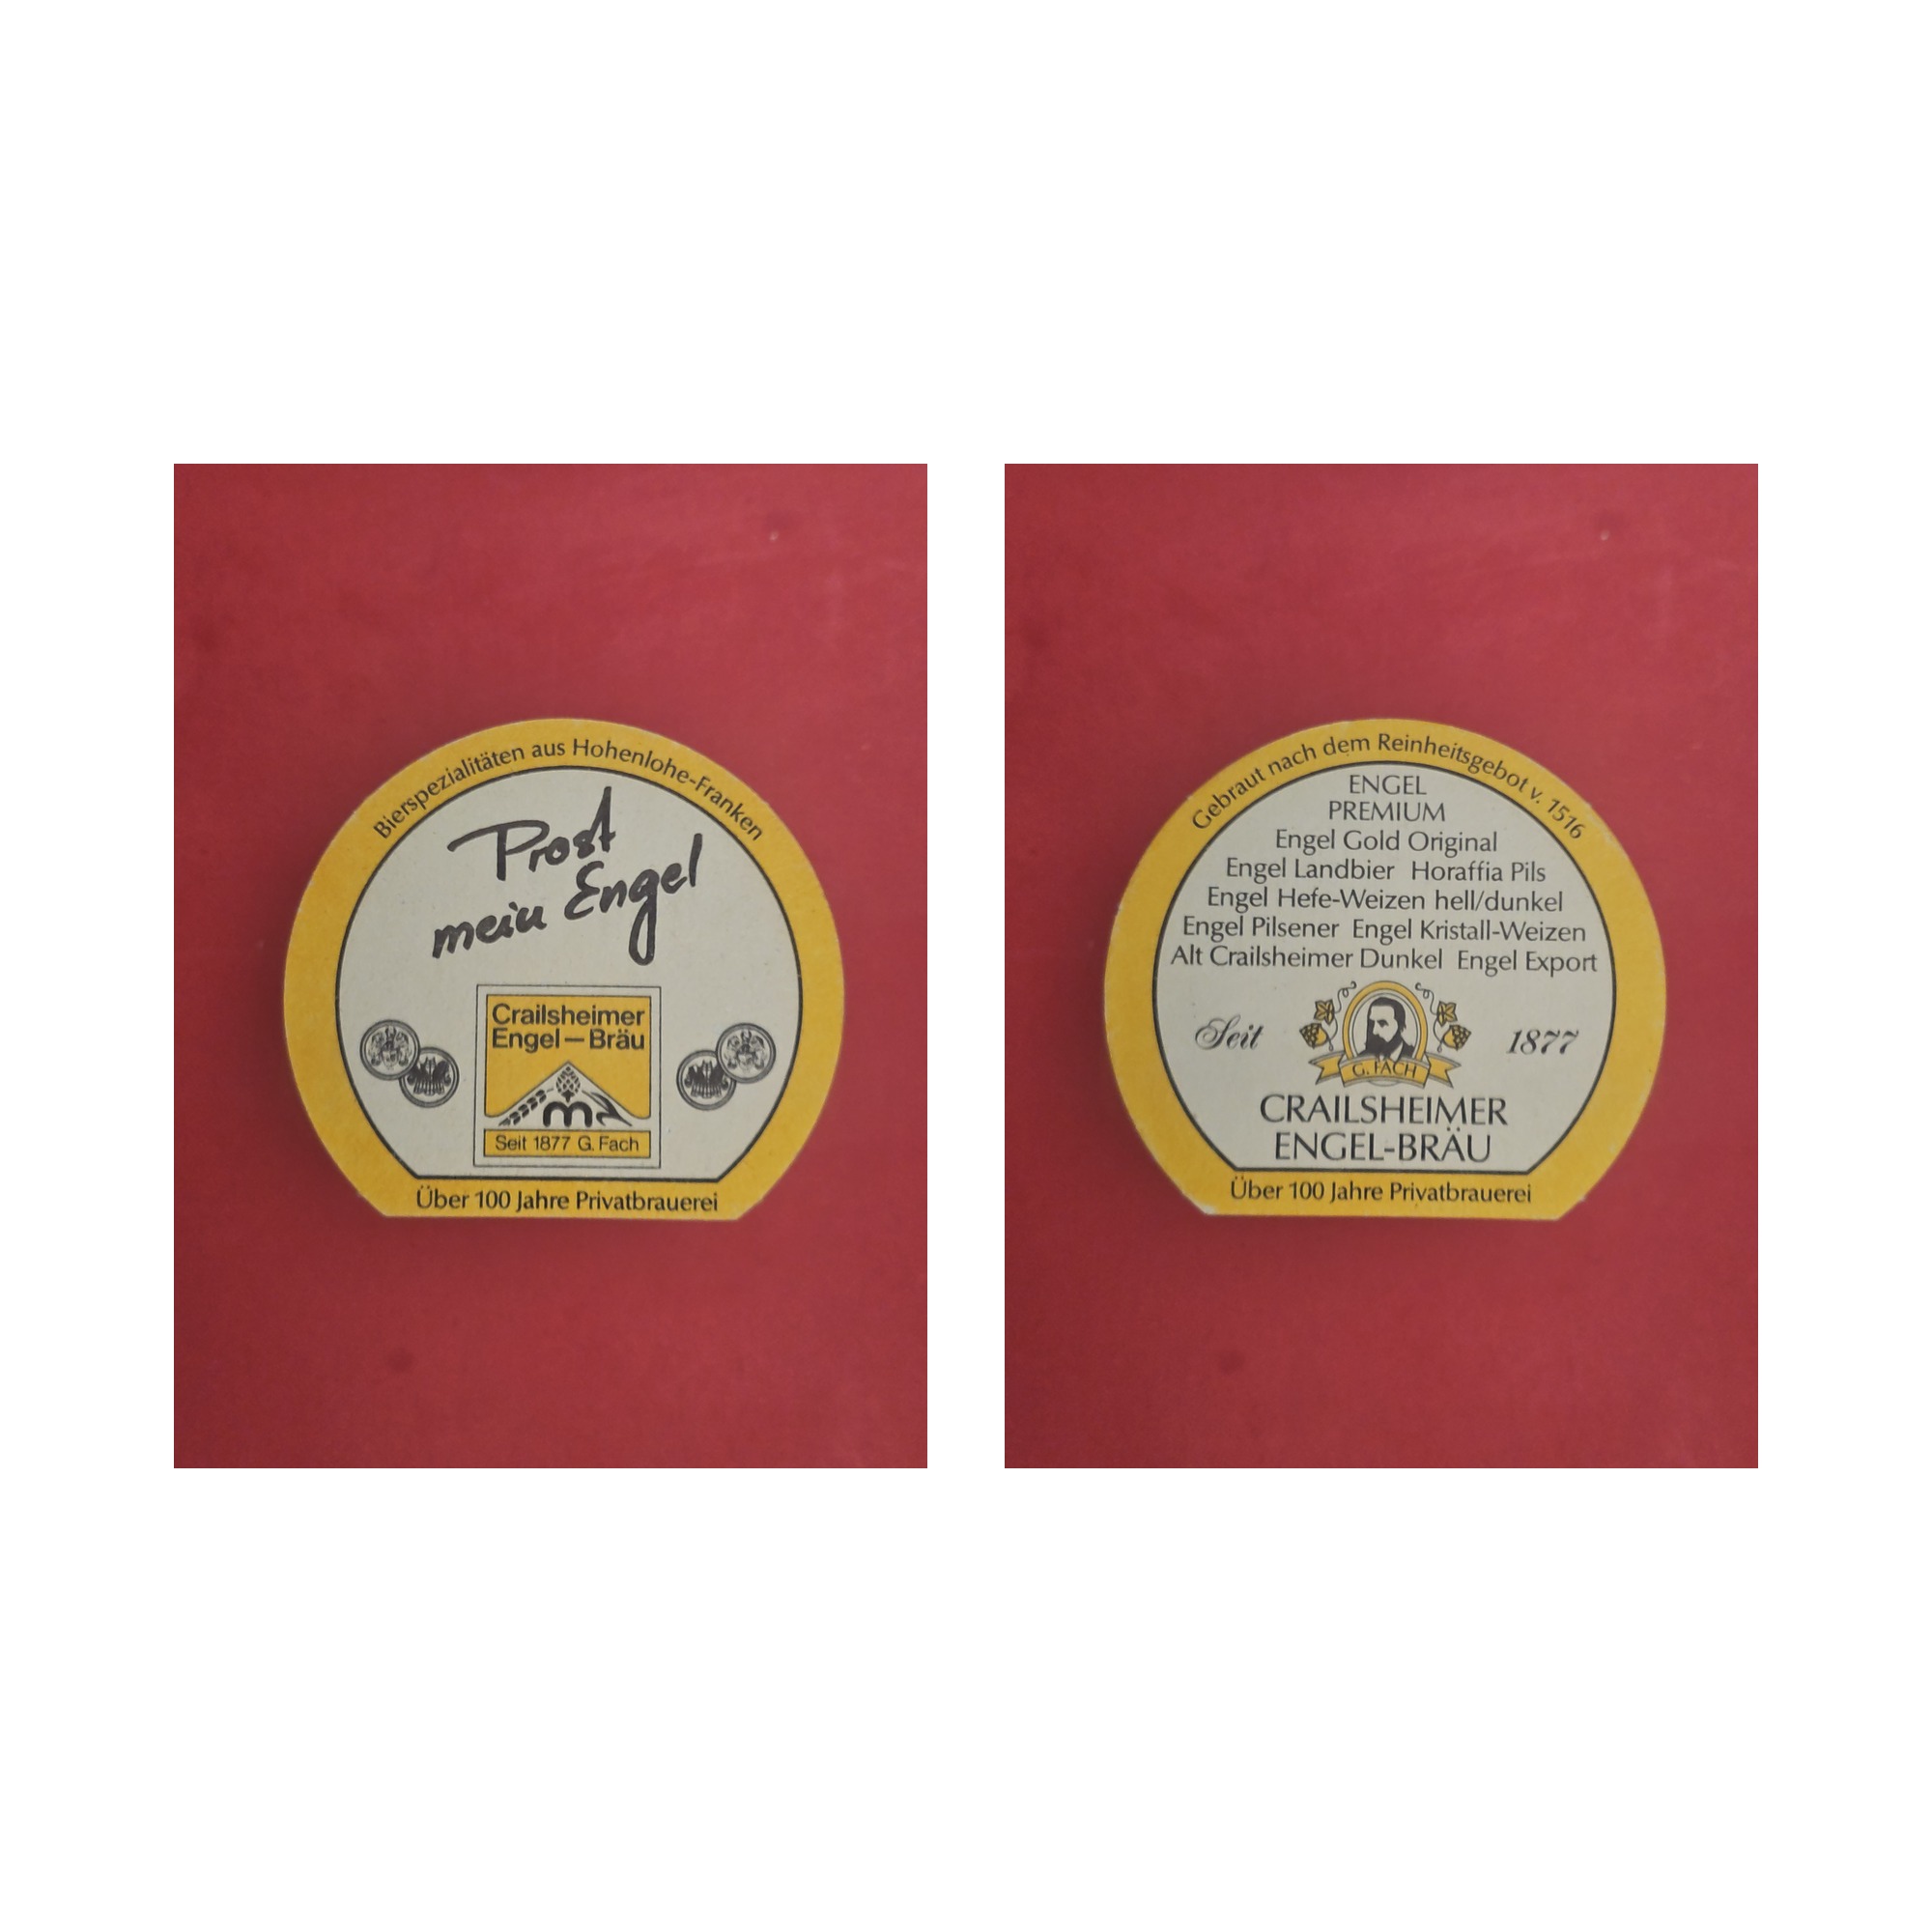 Bierspezialitäten aus Hohenlohe-Franken
Prost
mein Engel
Crailsheimer
Engel – Bräu
Seit 1877 G. Fach
Über 100 Jahre Privatbrauerei
Gebraut nach dem Reinheitsgebot v. 1516
ENGEL
PREMIUM
Engel Gold Original
Engel Landbier Horaffia Pils
Engel Hefe-Weizen hell/dunkel
Engel Pilsener Engel Kristall-Weizen
Alt Crailsheimer Dunkel Engel Export
Seit 1877
G. FACH
CRAILSHEIMER
ENGEL-BRÄU
Über 100 Jahre Privatbrauerei